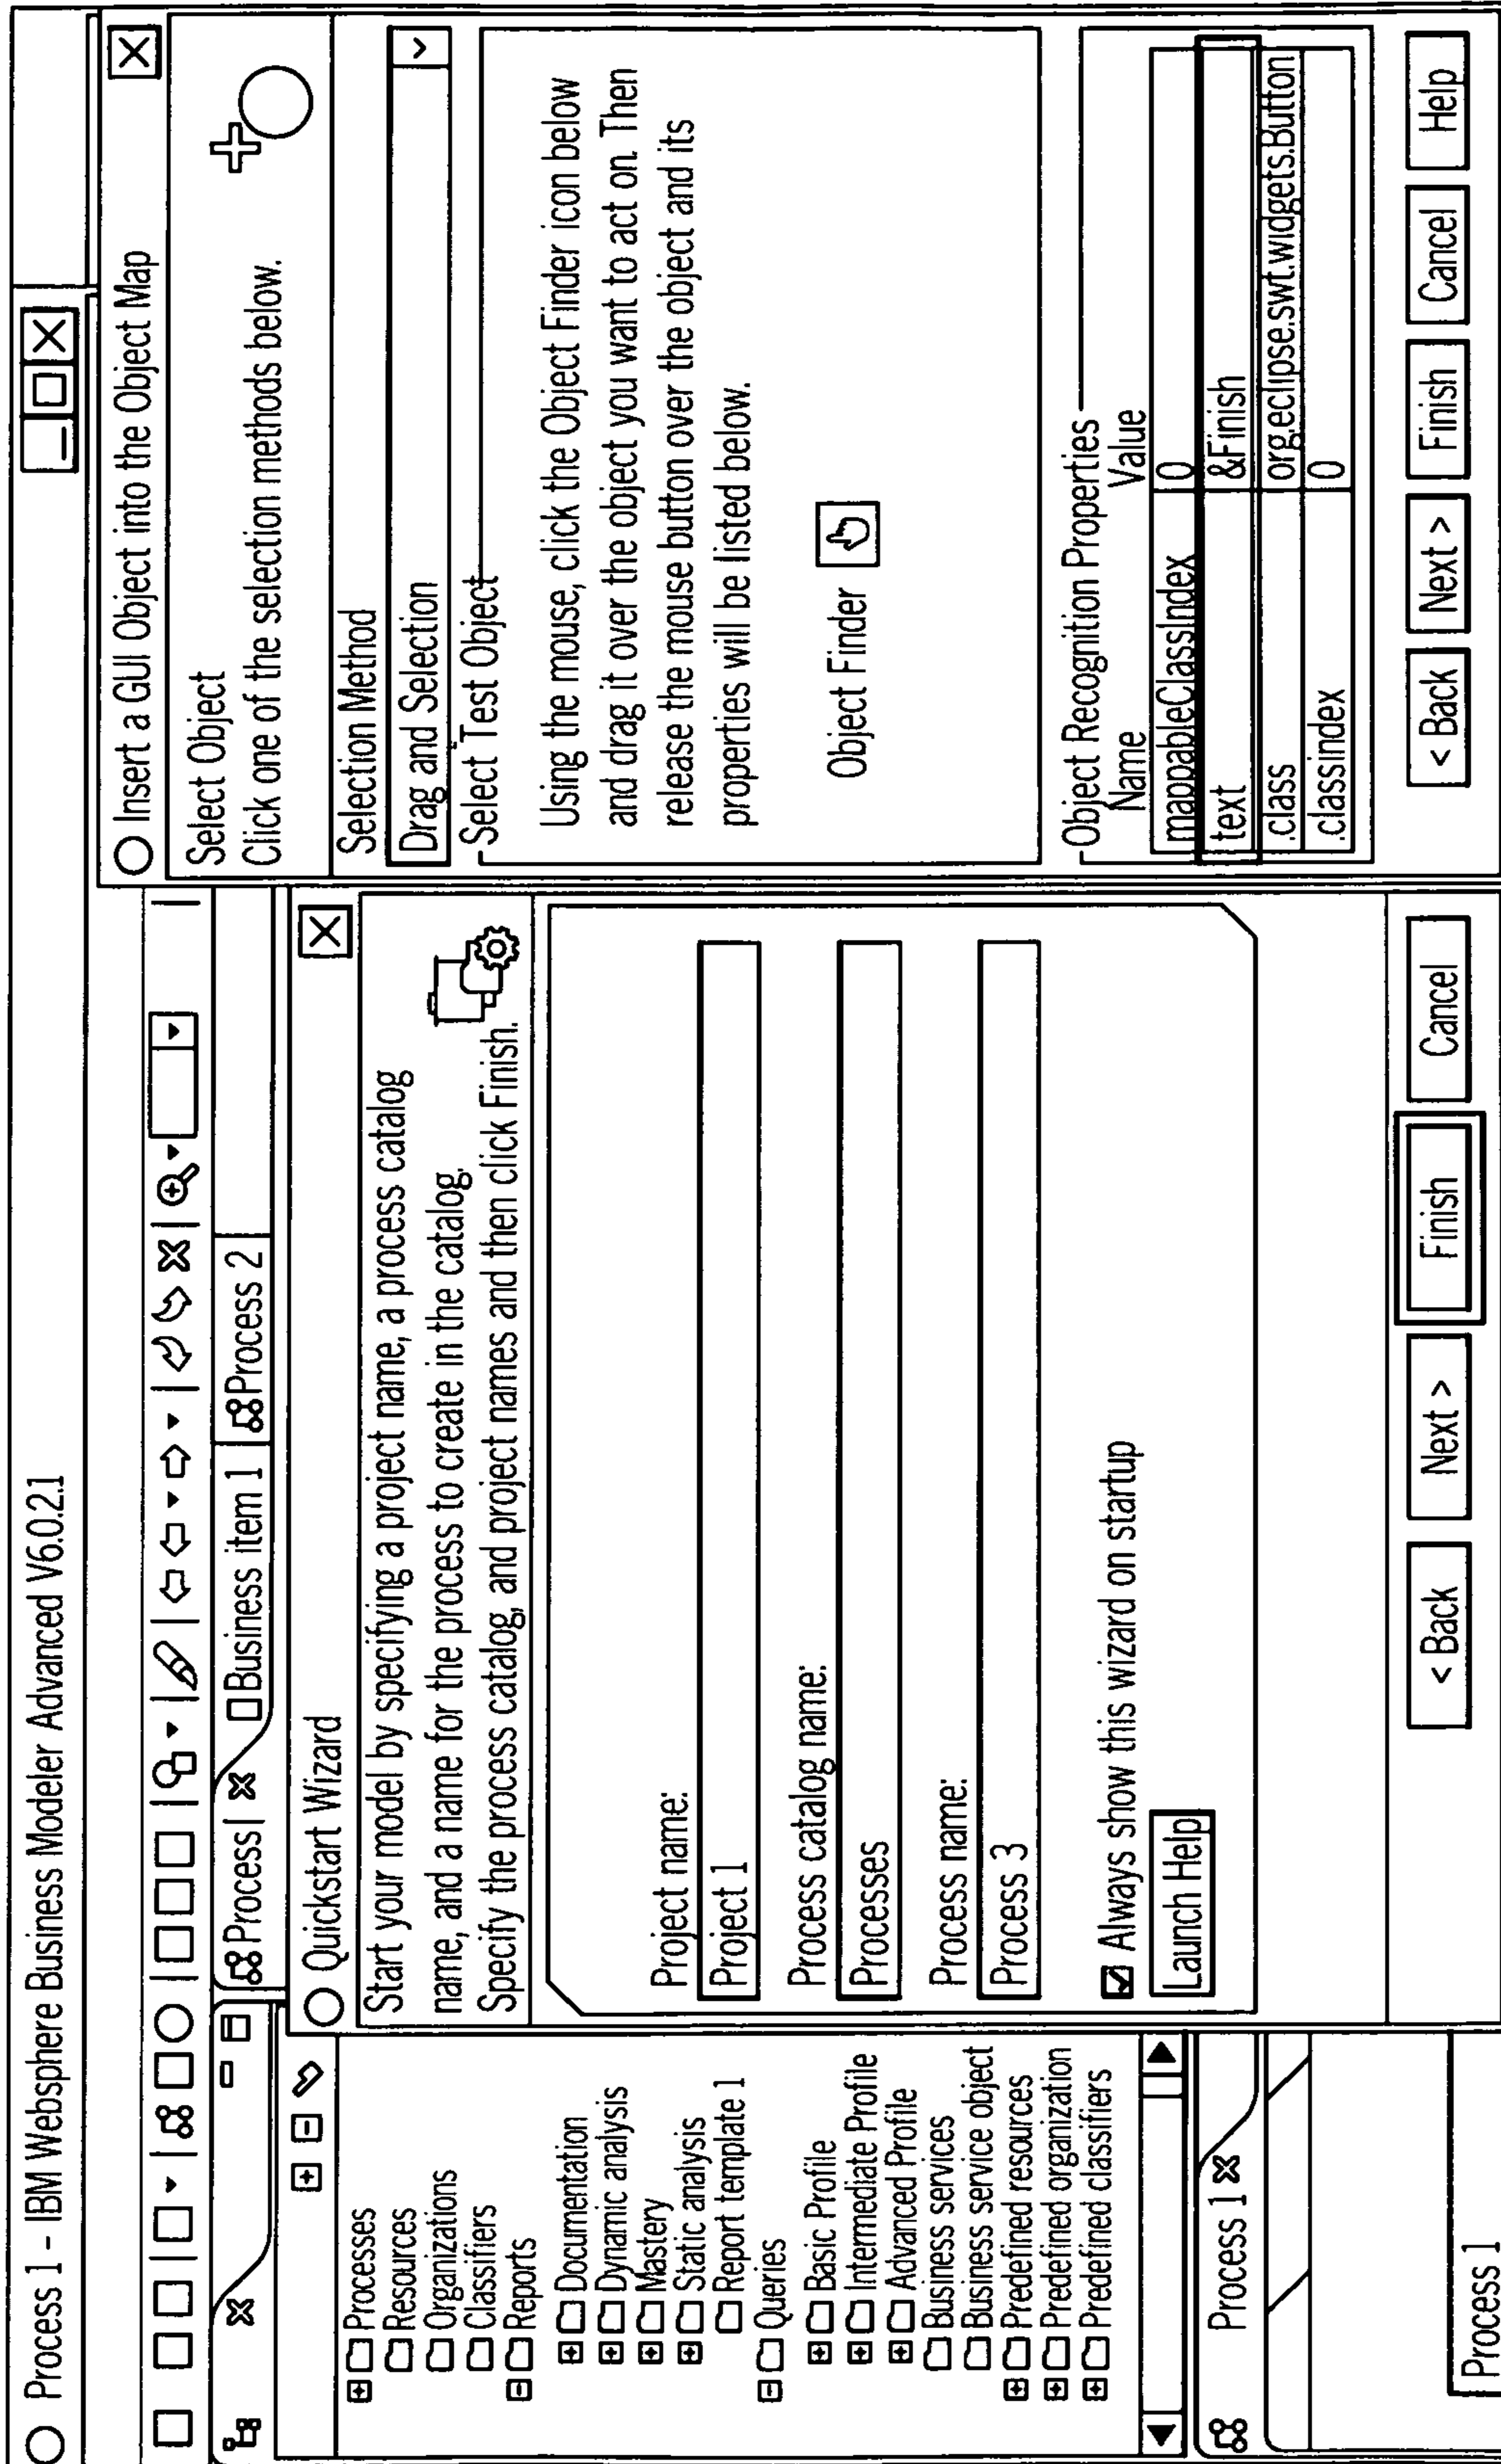 Process 1 - IBM Websphere Business Modeler Advanced V6.0.2.1
Process
Business item 1
Process 2
Processes
Resources
Organizations
Classifiers
Reports
Documentation
Dynamic analysis
Mastery
Static analysis
Report template 1
Queries
Basic Profile
Intermediate Profile
Advanced Profile
Business services
Business service object
Predefined resources
Predefined organization
Predefined classifiers
Process 1
Process 1
Quickstart Wizard
Start your model by specifying a project name, a process catalog
name, and a name for the process to create in the catalog.
Specify the process catalog, and project names and then click Finish.
Project name:
Project 1
Process catalog name:
Processes
Process name:
Process 3
Always show this wizard on startup
Launch Help
< Back
Next >
Finish
Cancel
Insert a GUI Object into the Object Map
Select Object
Click one of the selection methods below.
Selection Method
Drag and Selection
Select Test Object
Using the mouse, click the Object Finder icon below
and drag it over the object you want to act on. Then
release the mouse button over the object and its
properties will be listed below.
Object Finder
Object Recognition Properties
Name Value
mappableClassIndex 0
text &Finish
.class org.eclipse.swt.widgets.Button
.classindex 0
< Back
Next >
Finish
Cancel
Help